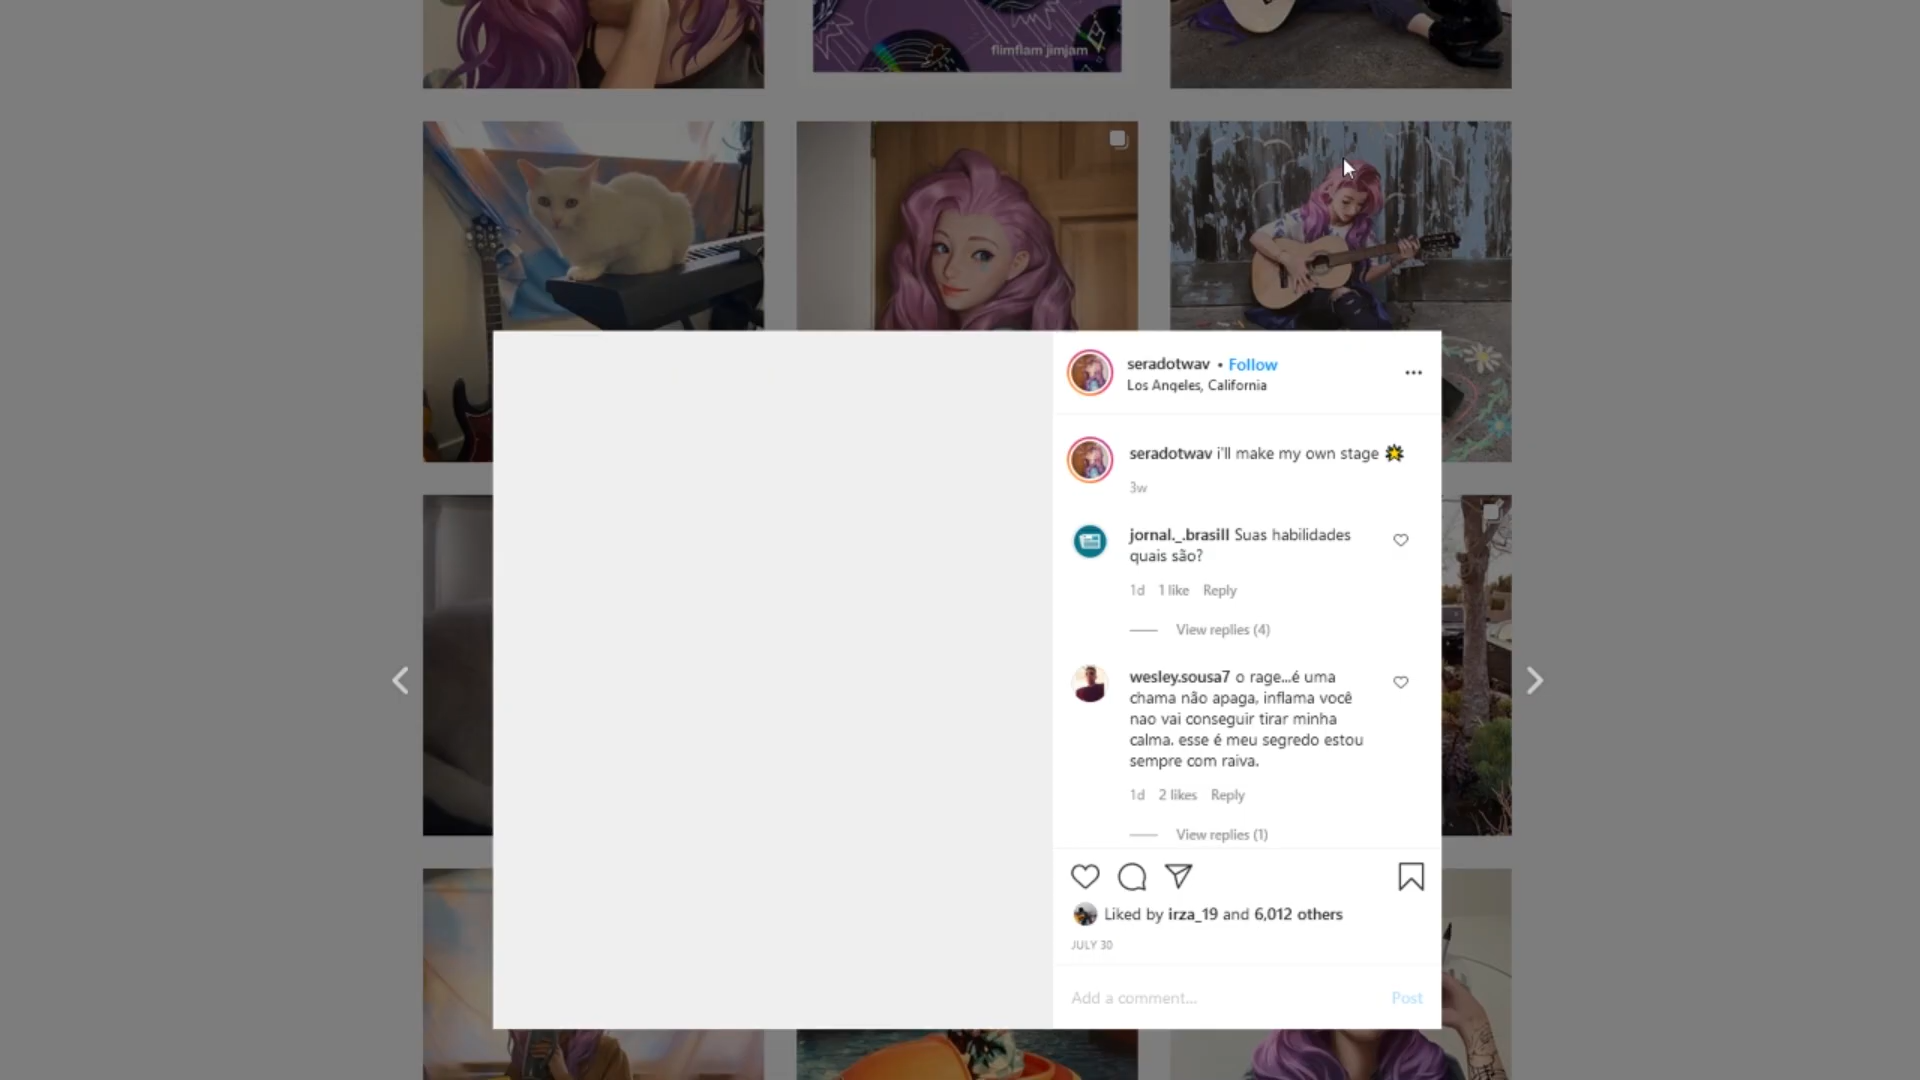 flimflam jimjam
seradotwav • Follow
Los Angeles, California
seradotwav i'll make my own stage
3w
jornal._.brasill Suas habilidades
quais são?
1d 1 like Reply
View replies (4)
wesley.sousa7 o rage...é uma
chama não apaga, inflama você
nao vai conseguir tirar minha
calma. esse é meu segredo estou
sempre com raiva.
1d 2 likes Reply
View replies (1)
Liked by irza_19 and 6,012 others
JULY 30
Add a comment... Post